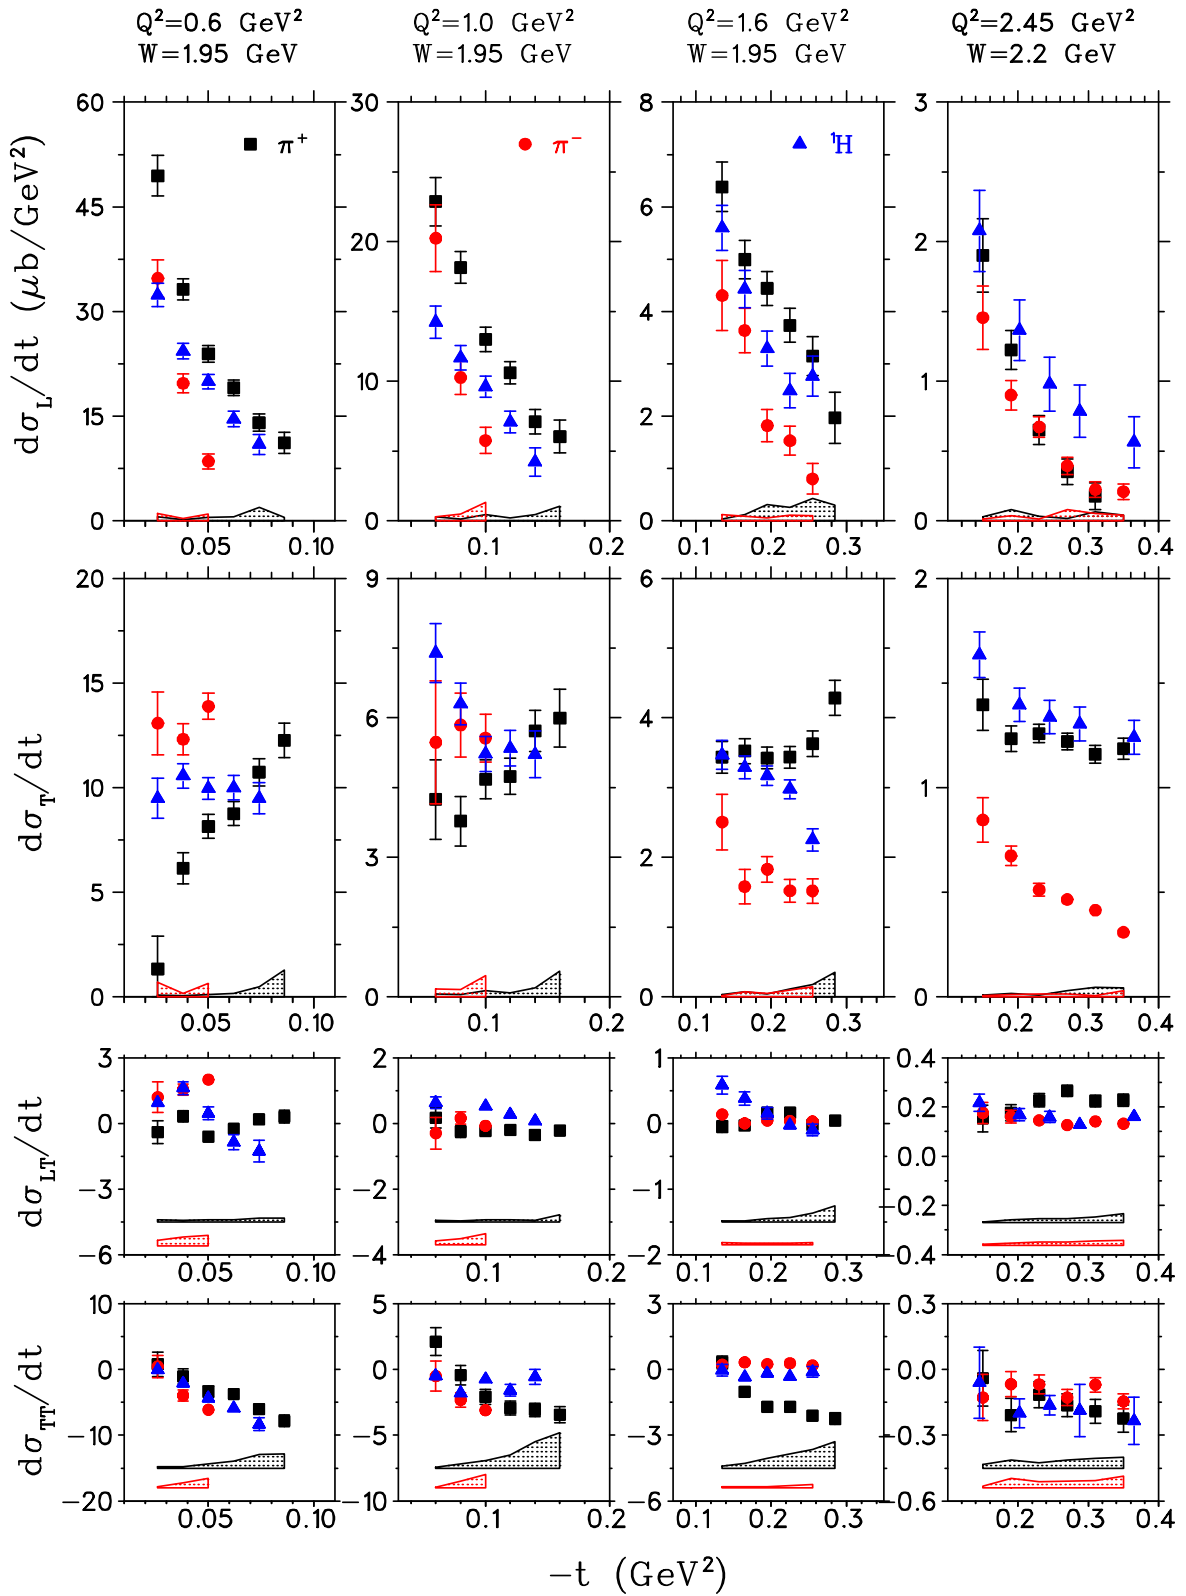 Q²=0.6 GeV² Q²=1.0 GeV² Q²=1.6 GeV² Q²=2.45 GeV²
W=1.95 GeV W=1.95 GeV W=1.95 GeV W=2.2 GeV
dσ_L/dt (μb/GeV²)
60 30 8 3
π⁺ π⁻ ¹H
45 20 6 2
30 4
15 10 2 1
0 0 0 0
0.05 0.10 0.1 0.2 0.1 0.2 0.3 0.2 0.3 0.4
dσ_T/dt
20 9 6 2
15 6 4
10 1
5 3 2
0 0 0 0
0.05 0.10 0.1 0.2 0.1 0.2 0.3 0.2 0.3 0.4
dσ_LT/dt
3 2 1 0.4
0 0 0 0.2
0.0
−3 −2 −1 −0.2
−6 −4 −2 −0.4
0.05 0.10 0.1 0.2 0.1 0.2 0.3 0.2 0.3 0.4
dσ_TT/dt
10 5 3 0.3
0 0 0 0.0
−10 −5 −3 −0.3
−20 −10 −6 −0.6
0.05 0.10 0.1 0.2 0.1 0.2 0.3 0.2 0.3 0.4
−t (GeV²)